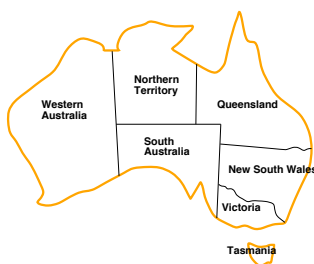 Northern
Territory
Western
Australia
Queensland
South
Australia
New South Wales
Victoria
Tasmania